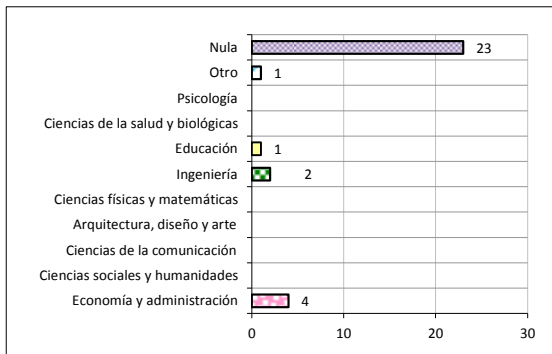 Nula 23
Otro 1
Psicología
Ciencias de la salud y biológicas
Educación 1
Ingeniería 2
Ciencias físicas y matemáticas
Arquitectura, diseño y arte
Ciencias de la comunicación
Ciencias sociales y humanidades
Economía y administración 4
0 10 20 30